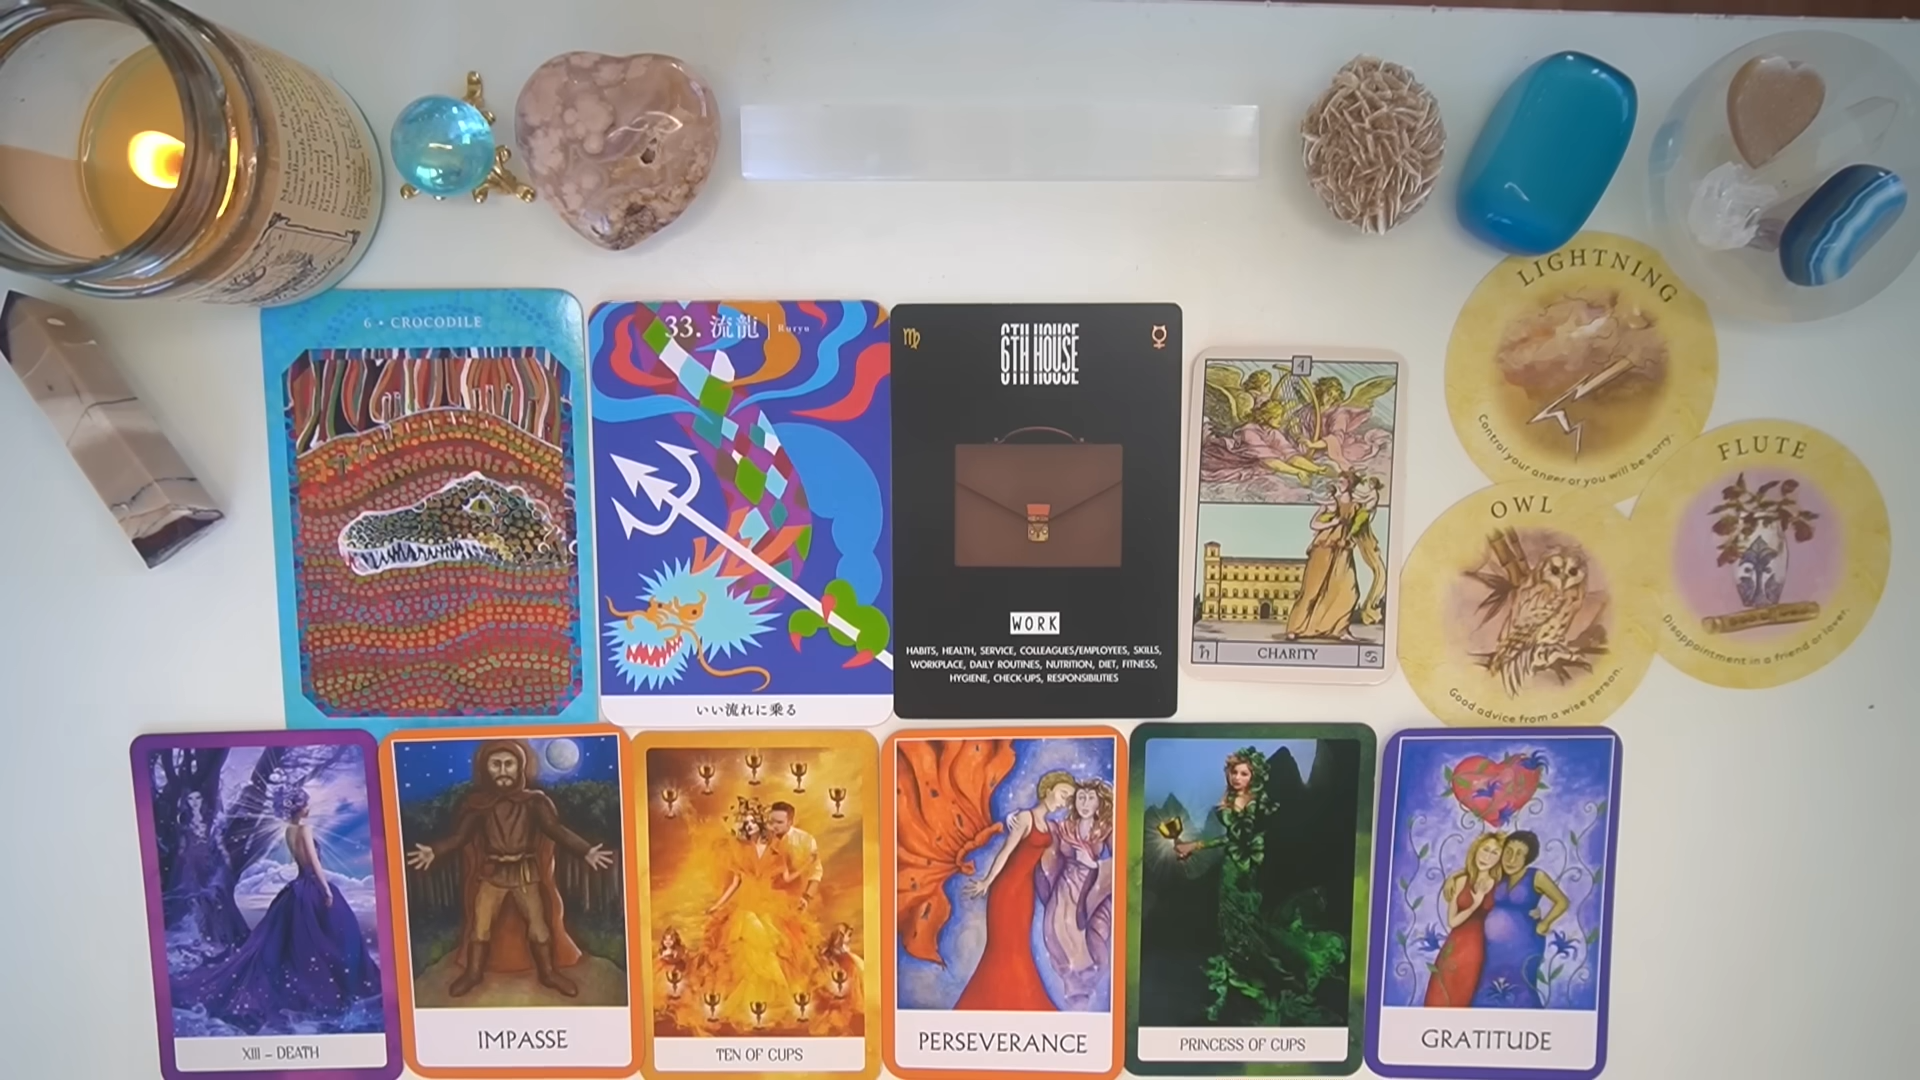 6 • CROCODILE
33. 流龍 | Ruryu
いい流れに乗る
6TH HOUSE
WORK
HABITS, HEALTH, SERVICE, COLLEAGUES/EMPLOYEES, SKILLS,
WORKPLACE, DAILY ROUTINES, NUTRITION, DIET, FITNESS,
HYGIENE, CHECK-UPS, RESPONSIBILITIES
4
CHARITY
LIGHTNING
Control your anger or you will be sorry.
OWL
Good advice from a wise person.
FLUTE
Disappointment in a friend or lover.
XIII – DEATH
IMPASSE
TEN OF CUPS
PERSEVERANCE
PRINCESS OF CUPS
GRATITUDE